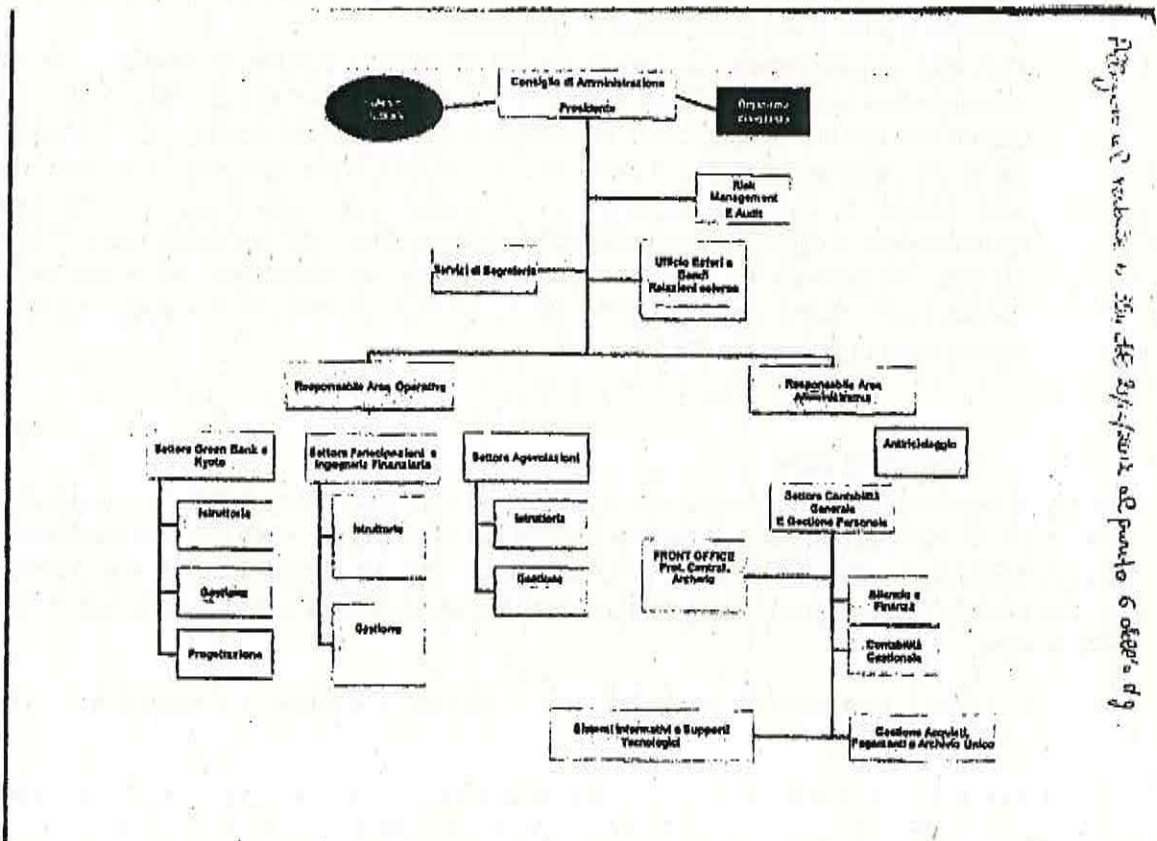 Consiglio di Amministrazione
Presidente
Organismo
Risk
Management
E Audit
Servizi di Segreteria
Ufficio Esteri e
Bandi
Relazioni esterne
Responsabile Area Operativa
Responsabile Area
Amministrativa
Antiriciclaggio
Settore Green Bank e
Kyoto
Istruttoria
Gestione
Progettazione
Settore Partecipazioni e
Ingegneria Finanziaria
Istruttoria
Gestione
Settore Agevolazioni
Istruttoria
Gestione
Settore Contabilità
Generale
E Gestione Personale
FRONT OFFICE
Prot. Central.
Archivio
Bilancio e
Finanza
Contabilità
Gestionale
Sistemi Informativi e Supporti
Tecnologici
Gestione Acquisti,
Pagamenti e Archivio Unico
al punto 6